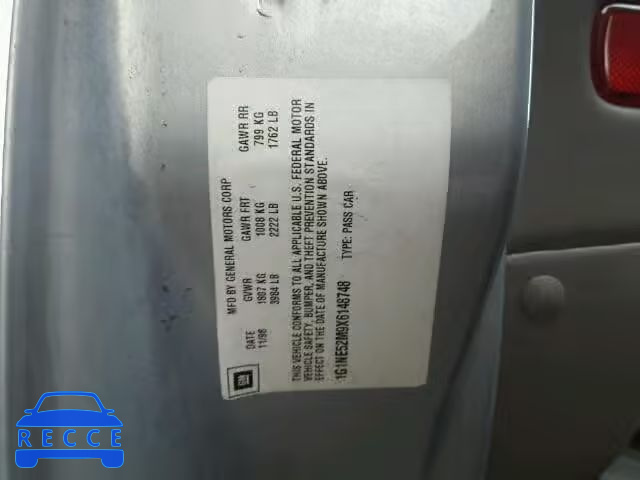 MFD BY GENERAL MOTORS CORP
DATE GVWR GAWR FRT GAWR RR
11/98 1807 KG 1008 KG 799 KG
3984 LB 2222 LB 1762 LB
THIS VEHICLE CONFORMS TO ALL APPLICABLE U.S. FEDERAL MOTOR
VEHICLE SAFETY, BUMPER, AND THEFT PREVENTION STANDARDS IN
EFFECT ON THE DATE OF MANUFACTURE SHOWN ABOVE.
1G1NE52M9X6148748 TYPE: PASS CAR
GM
RECCE